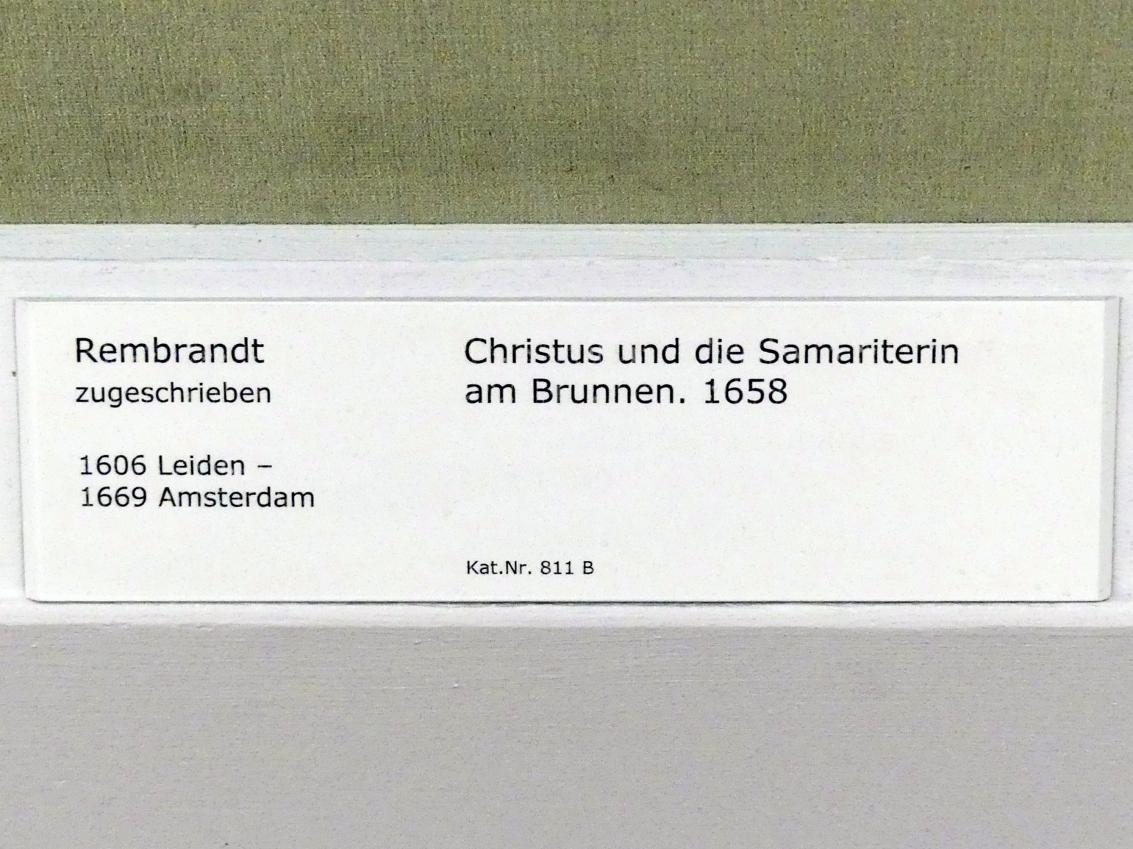 Rembrandt
zugeschrieben
1606 Leiden –
1669 Amsterdam
Christus und die Samariterin
am Brunnen. 1658
Kat.Nr. 811 B